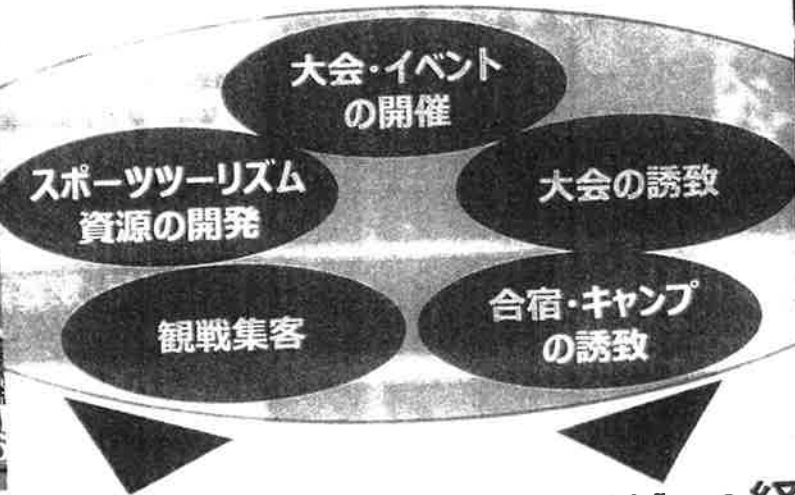 大会・イベント
の開催
スポーツツーリズム
資源の開発
大会の誘致
観戦集客
合宿・キャンプ
の誘致